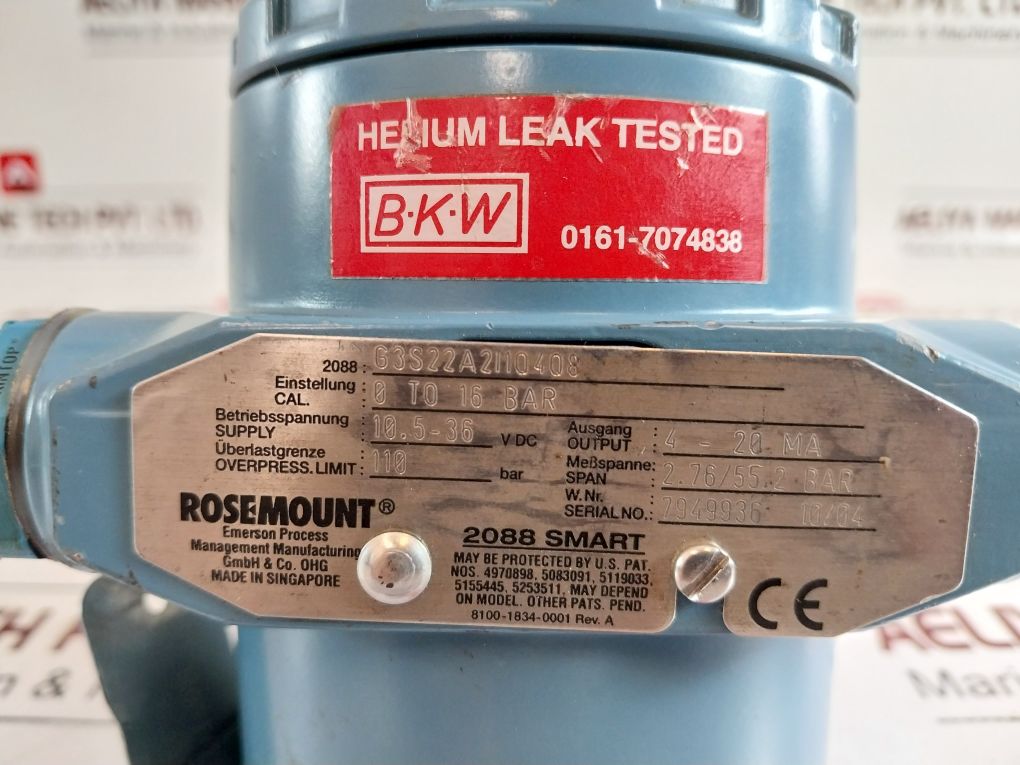 HELIUM LEAK TESTED
B·K·W
0161-7074838
2088 : G3S22A2I1Q4Q8
Einstellung
CAL. : 0 TO 16 BAR
Betriebsspannung
SUPPLY : 10.5-36 V DC
Ausgang
OUTPUT : 4 - 20 MA
Überlastgrenze
OVERPRESS. LIMIT : 110 bar
Meßspanne:
SPAN : 2.76/55.2 BAR
W. Nr.
SERIAL NO. : 7949936 10/04
ROSEMOUNT®
Emerson Process
Management Manufacturing
GmbH & Co. OHG
MADE IN SINGAPORE
2088 SMART
MAY BE PROTECTED BY U.S. PAT.
NOS. 4970898, 5083091, 5119033,
5155445, 5253511, MAY DEPEND
ON MODEL. OTHER PATS. PEND.
8100-1834-0001 Rev. A
CE